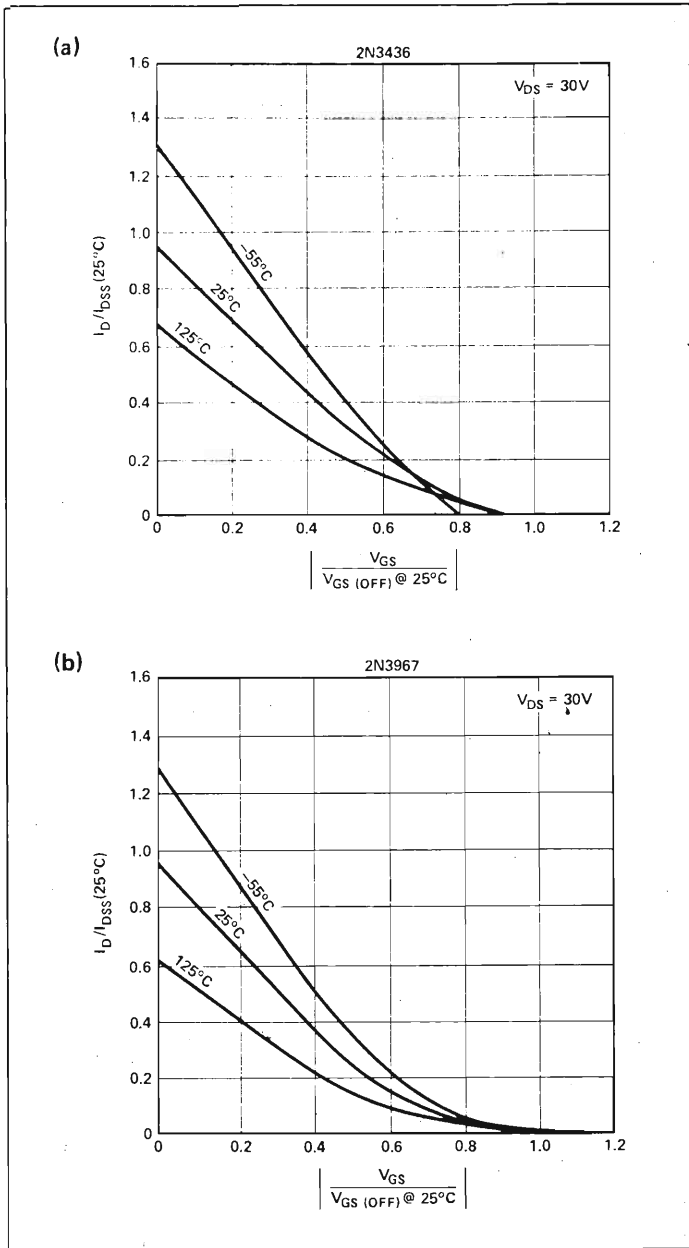 (a)
2N3436
V_DS = 30V
1.6
1.4
1.2
1.0
0.8
0.6
0.4
0.2
0
I_D/I_DSS (25°C)
–55°C
25°C
125°C
0 0.2 0.4 0.6 0.8 1.0 1.2
| V_GS / V_GS (OFF) @ 25°C |
(b)
2N3967
V_DS = 30V
1.6
1.4
1.2
1.0
0.8
0.6
0.4
0.2
0
I_D/I_DSS (25°C)
–55°C
25°C
125°C
0 0.2 0.4 0.6 0.8 1.0 1.2
| V_GS / V_GS (OFF) @ 25°C |